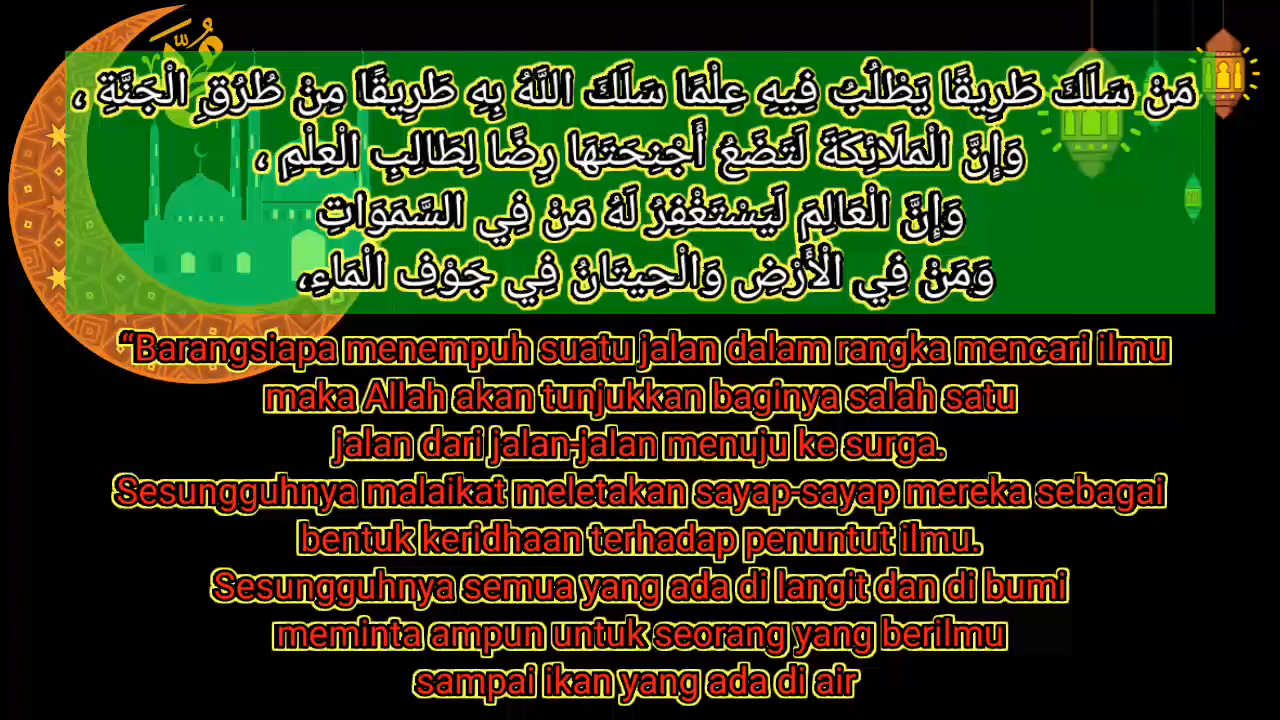 مَنْ سَلَكَ طَرِيقًا يَطْلُبُ فِيهِ عِلْمًا سَلَكَ اللَّهُ بِهِ طَرِيقًا مِنْ طُرُقِ الْجَنَّةِ ،
وَإِنَّ الْمَلَائِكَةَ لَتَضَعُ أَجْنِحَتَهَا رِضًا لِطَالِبِ الْعِلْمِ ،
وَإِنَّ الْعَالِمَ لَيَسْتَغْفِرُ لَهُ مَنْ فِي السَّمَوَاتِ
وَمَنْ فِي الْأَرْضِ وَالْحِيتَانُ فِي جَوْفِ الْمَاءِ،
“Barangsiapa menempuh suatu jalan dalam rangka mencari ilmu
maka Allah akan tunjukkan baginya salah satu
jalan dari jalan-jalan menuju ke surga.
Sesungguhnya malaikat meletakan sayap-sayap mereka sebagai
bentuk keridhaan terhadap penuntut ilmu.
Sesungguhnya semua yang ada di langit dan di bumi
meminta ampun untuk seorang yang berilmu
sampai ikan yang ada di air